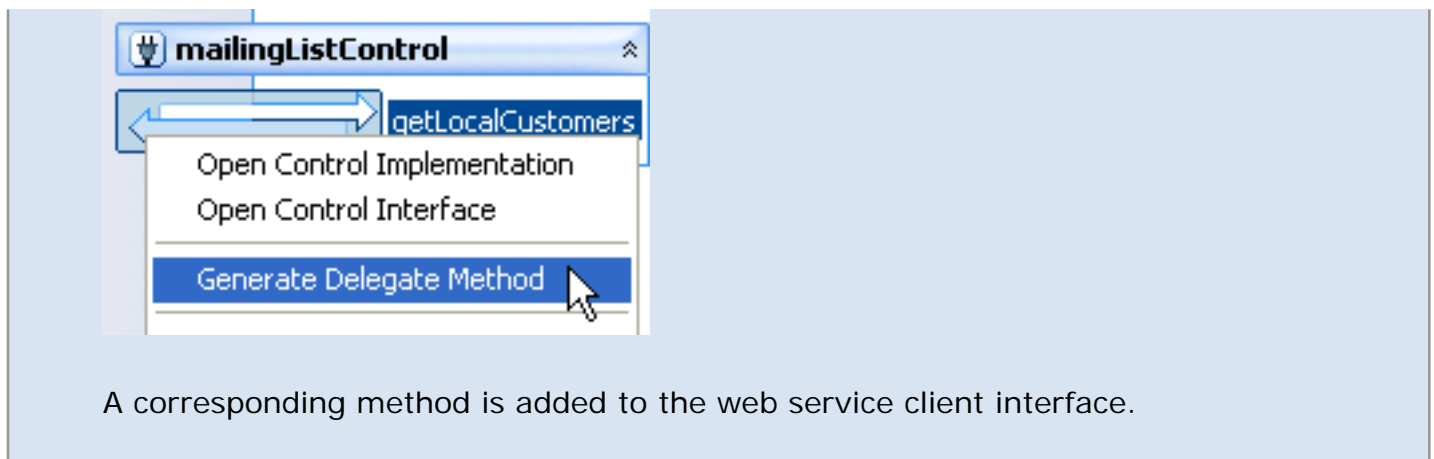 mailingListControl
getLocalCustomers
Open Control Implementation
Open Control Interface
Generate Delegate Method
A corresponding method is added to the web service client interface.